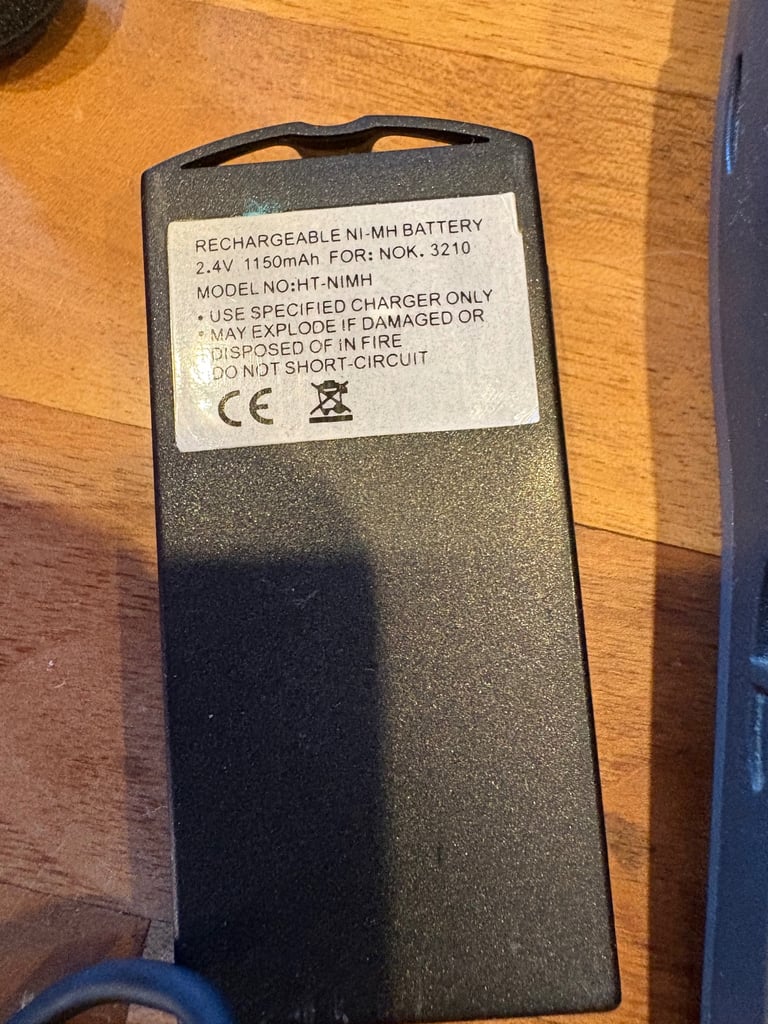 RECHARGEABLE NI-MH BATTERY
2.4V 1150mAh FOR: NOK. 3210
MODEL NO:HT-NIMH
• USE SPECIFIED CHARGER ONLY
• MAY EXPLODE IF DAMAGED OR
DISPOSED OF IN FIRE
DO NOT SHORT-CIRCUIT
CE